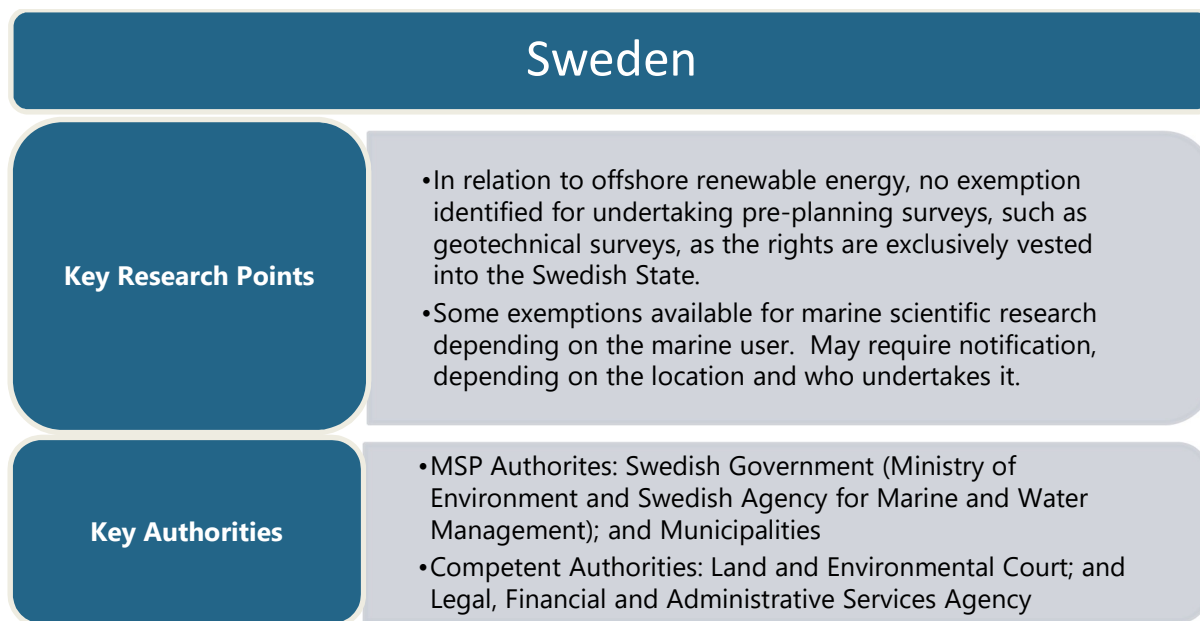 Sweden
Key Research Points
•In relation to offshore renewable energy, no exemption
identified for undertaking pre-planning surveys, such as
geotechnical surveys, as the rights are exclusively vested
into the Swedish State.
•Some exemptions available for marine scientific research
depending on the marine user.  May require notification,
depending on the location and who undertakes it.
Key Authorities
•MSP Authorites: Swedish Government (Ministry of
Environment and Swedish Agency for Marine and Water
Management); and Municipalities
•Competent Authorities: Land and Environmental Court; and
Legal, Financial and Administrative Services Agency